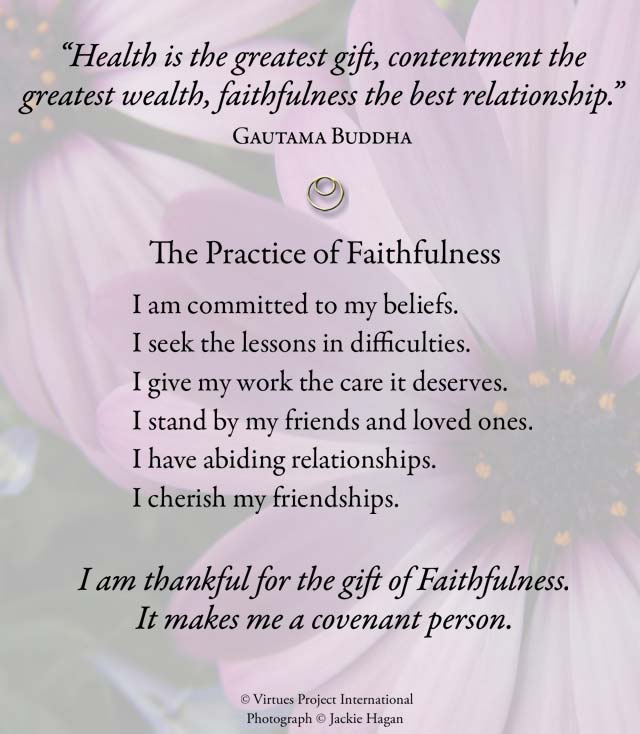 “Health is the greatest gift, contentment the
greatest wealth, faithfulness the best relationship.”
Gautama Buddha
The Practice of Faithfulness
I am committed to my beliefs.
I seek the lessons in difficulties.
I give my work the care it deserves.
I stand by my friends and loved ones.
I have abiding relationships.
I cherish my friendships.
I am thankful for the gift of Faithfulness.
It makes me a covenant person.
© Virtues Project International
Photograph © Jackie Hagan